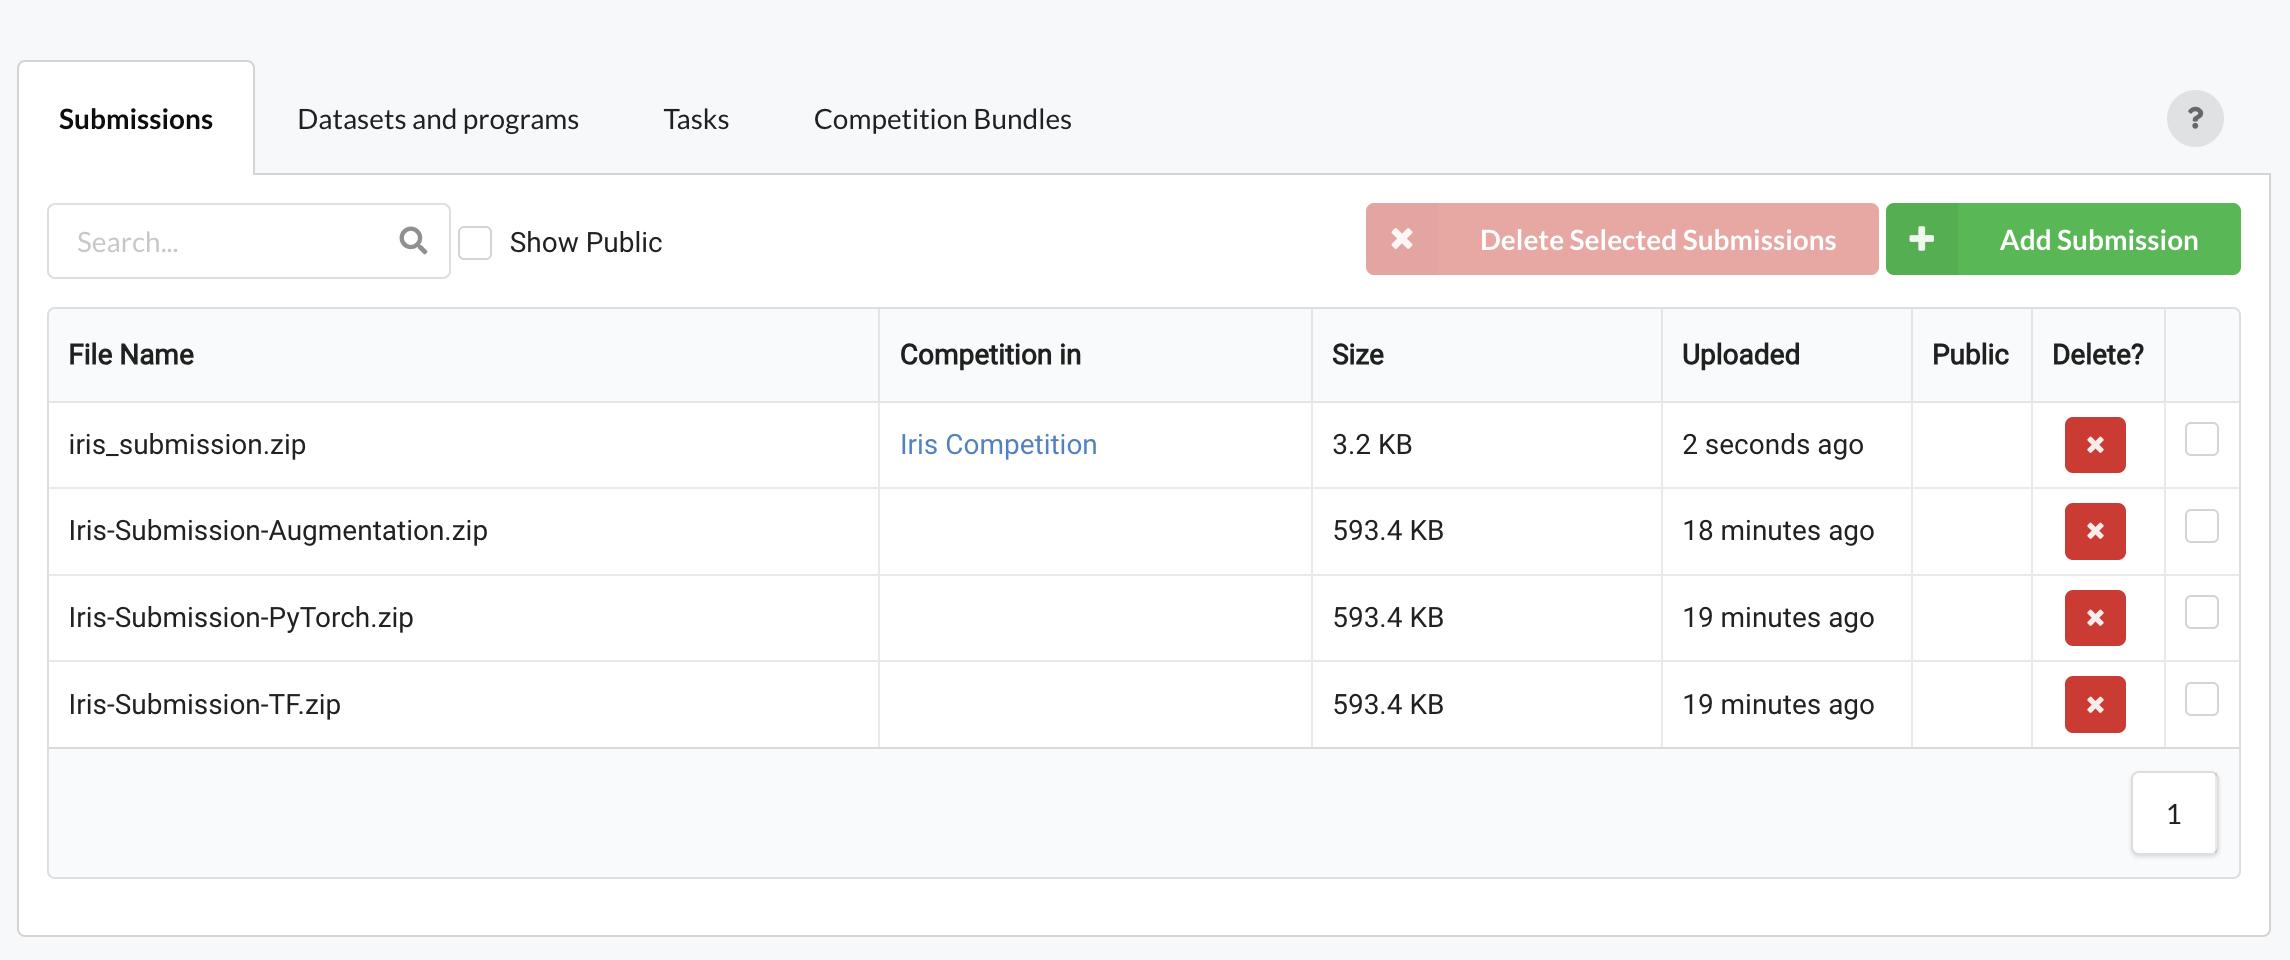 Submissions Datasets and programs Tasks Competition Bundles ?
Search... Show Public Delete Selected Submissions Add Submission
File Name Competition in Size Uploaded Public Delete?
iris_submission.zip Iris Competition 3.2 KB 2 seconds ago
Iris-Submission-Augmentation.zip 593.4 KB 18 minutes ago
Iris-Submission-PyTorch.zip 593.4 KB 19 minutes ago
Iris-Submission-TF.zip 593.4 KB 19 minutes ago
1